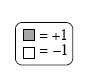 = +1
= −1